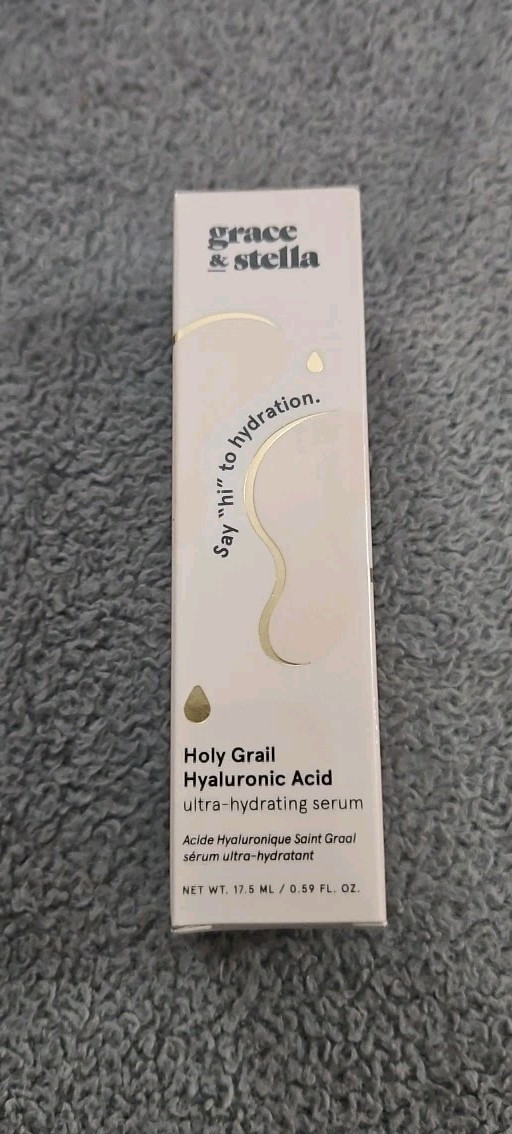 grace
& stella
Say "hi" to hydration.
Holy Grail
Hyaluronic Acid
ultra-hydrating serum
Acide Hyaluronique Saint Graal
sérum ultra-hydratant
NET WT. 17.5 ML / 0.59 FL. OZ.